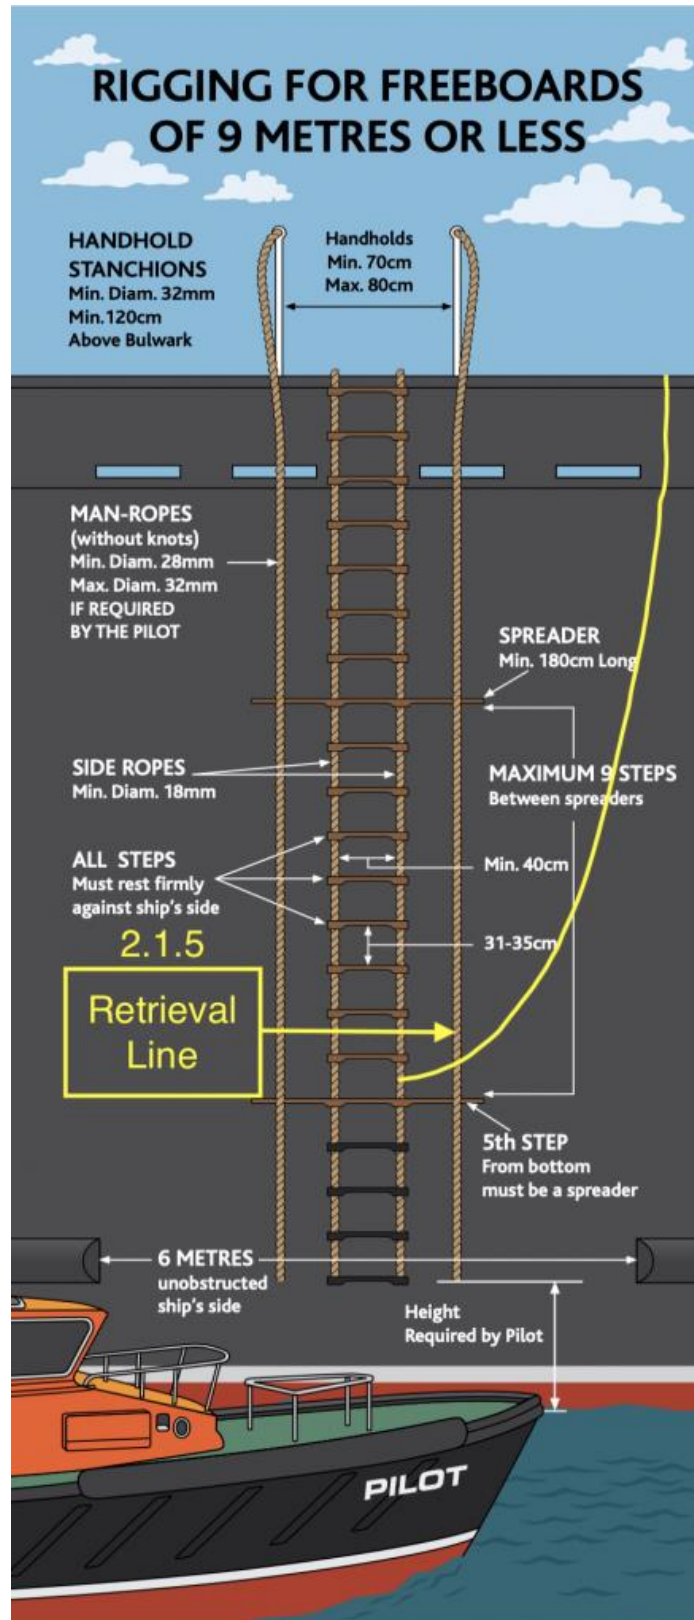 RIGGING FOR FREEBOARDS
OF 9 METRES OR LESS
HANDHOLD
STANCHIONS
Min. Diam. 32mm
Min.120cm
Above Bulwark
Handholds
Min. 70cm
Max. 80cm
MAN-ROPES
(without knots)
Min. Diam. 28mm
Max. Diam. 32mm
IF REQUIRED
BY THE PILOT
SPREADER
Min. 180cm Long
SIDE ROPES
Min. Diam. 18mm
MAXIMUM 9 STEPS
Between spreaders
ALL STEPS
Must rest firmly
against ship's side
Min. 40cm
31-35cm
2.1.5
Retrieval
Line
5th STEP
From bottom
must be a spreader
6 METRES
unobstructed
ship's side
Height
Required by Pilot
PILOT